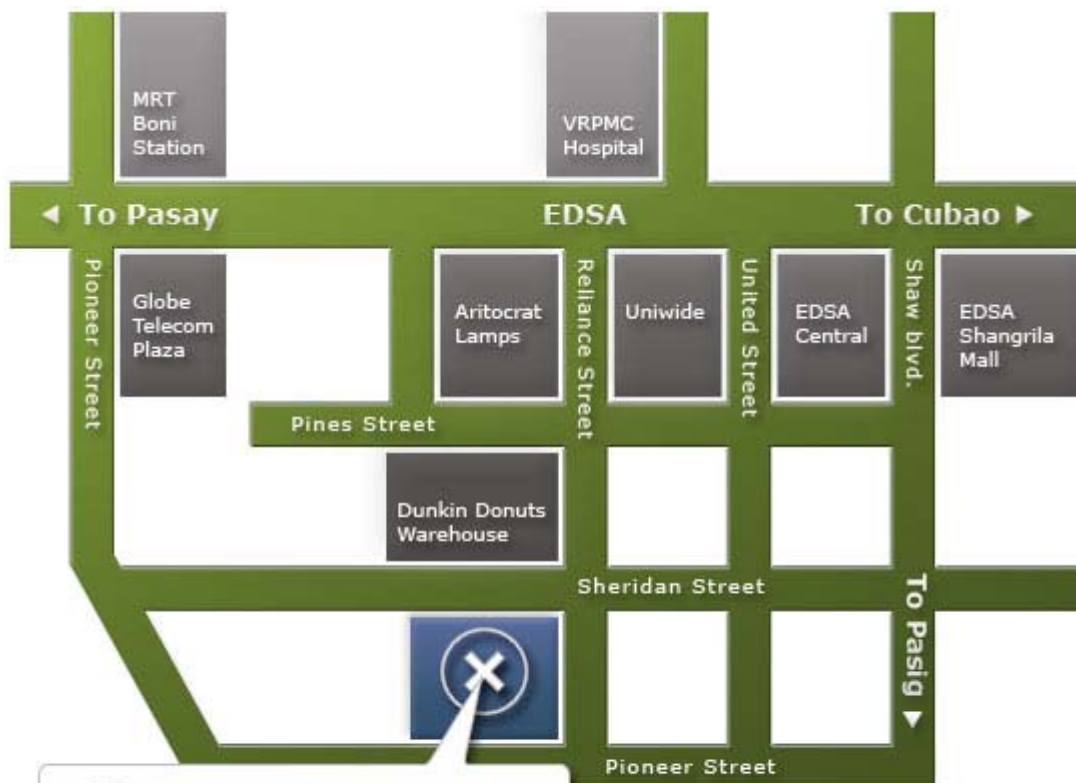 MRT
Boni
Station
VRPMC
Hospital
To Pasay
EDSA
To Cubao
Pioneer Street
Globe
Telecom
Plaza
Aritocrat
Lamps
Reliance Street
Uniwide
United Street
EDSA
Central
Shaw blvd.
EDSA
Shangrila
Mall
Pines Street
Dunkin Donuts
Warehouse
Sheridan Street
To Pasig
Pioneer Street